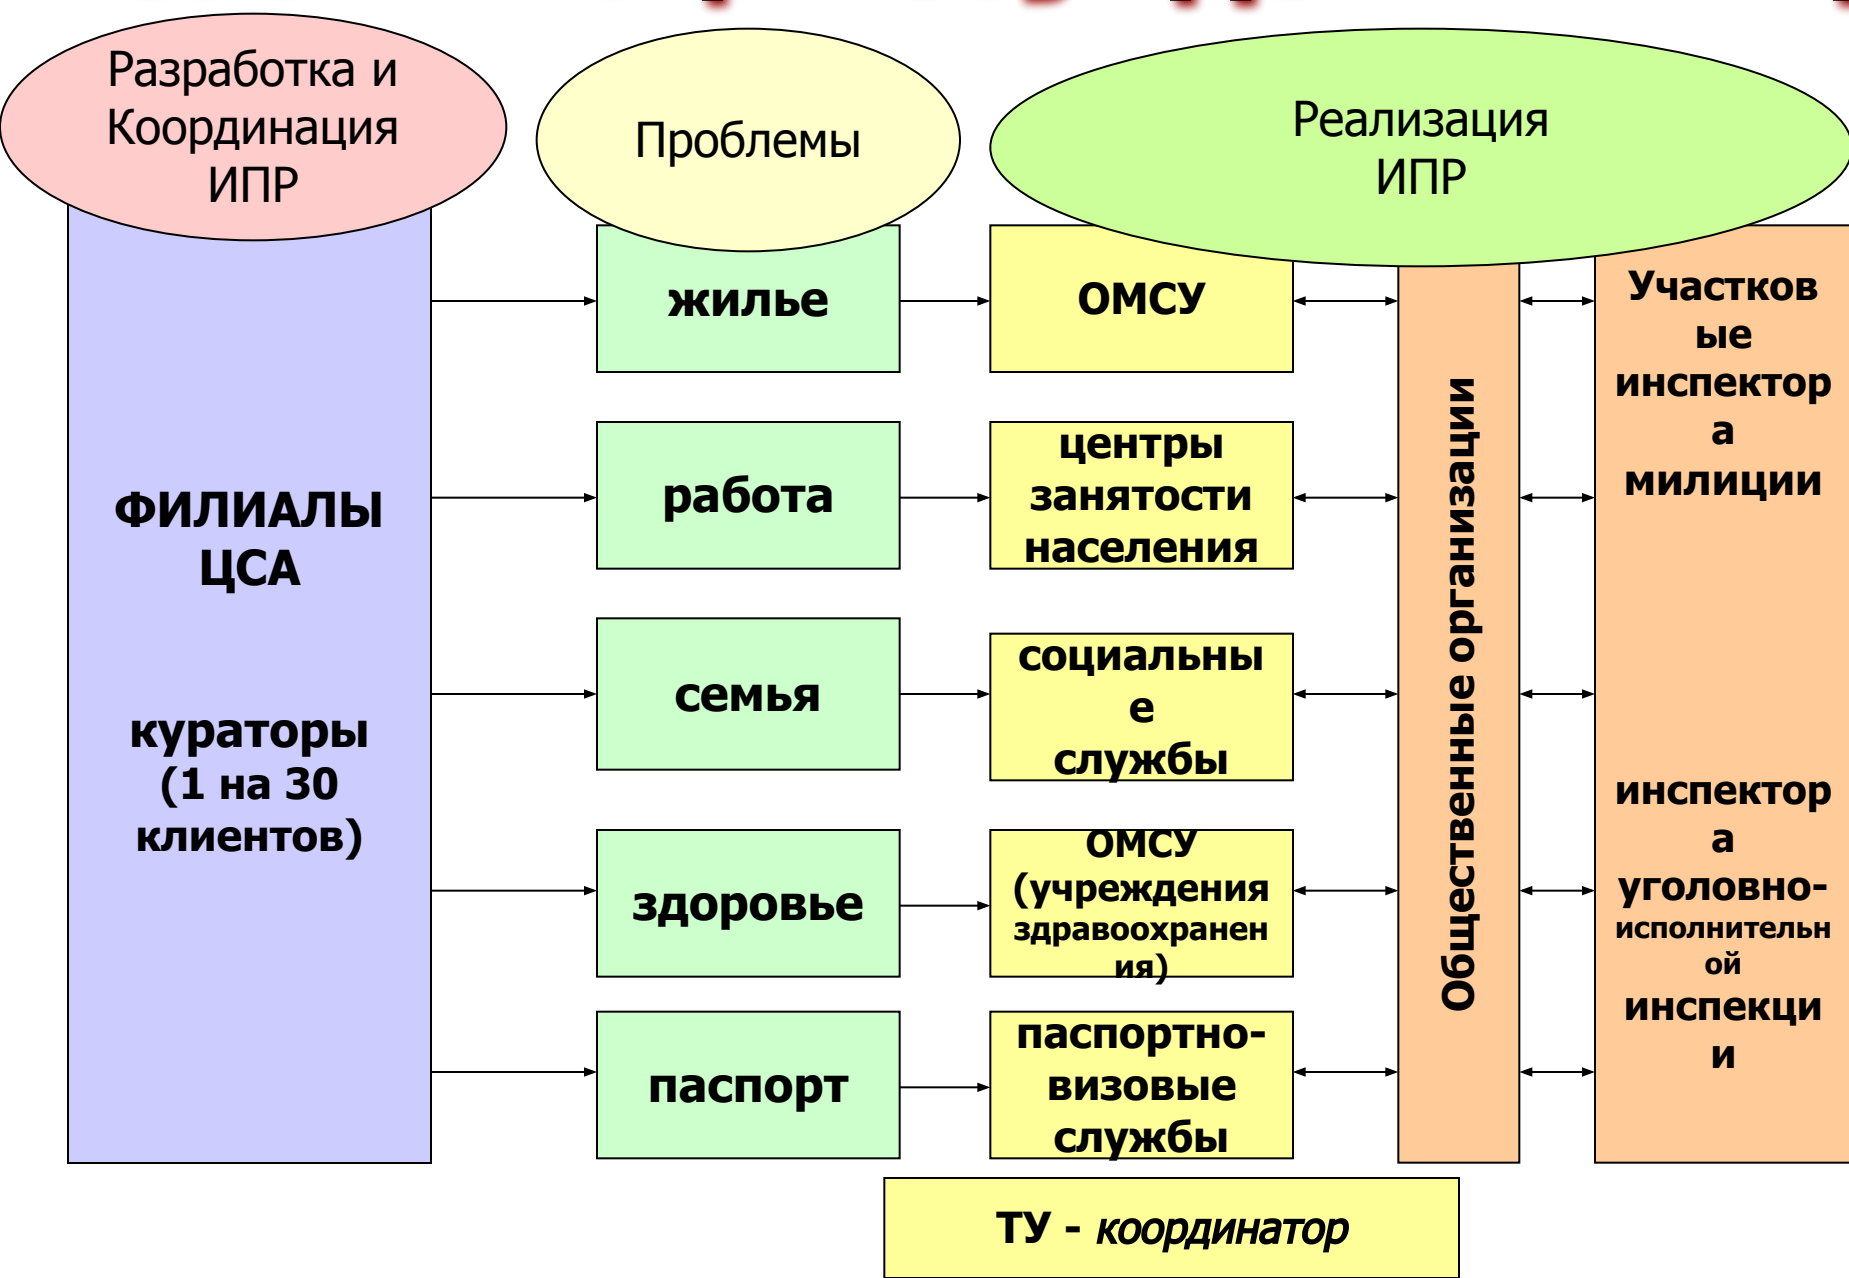 Разработка и
Координация
ИПР
Проблемы
Реализация
ИПР
ФИЛИАЛЫ
ЦСА
кураторы
(1 на 30
клиентов)
жилье
работа
семья
здоровье
паспорт
ОМСУ
центры
занятости
населения
социальны
е
службы
ОМСУ
(учреждения
здравоохранен
ия)
паспортно-
визовые
службы
Общественные организации
Участков
ые
инспектор
а
милиции
инспектор
а
уголовно-
исполнительн
ой
инспекци
и
ТУ - координатор